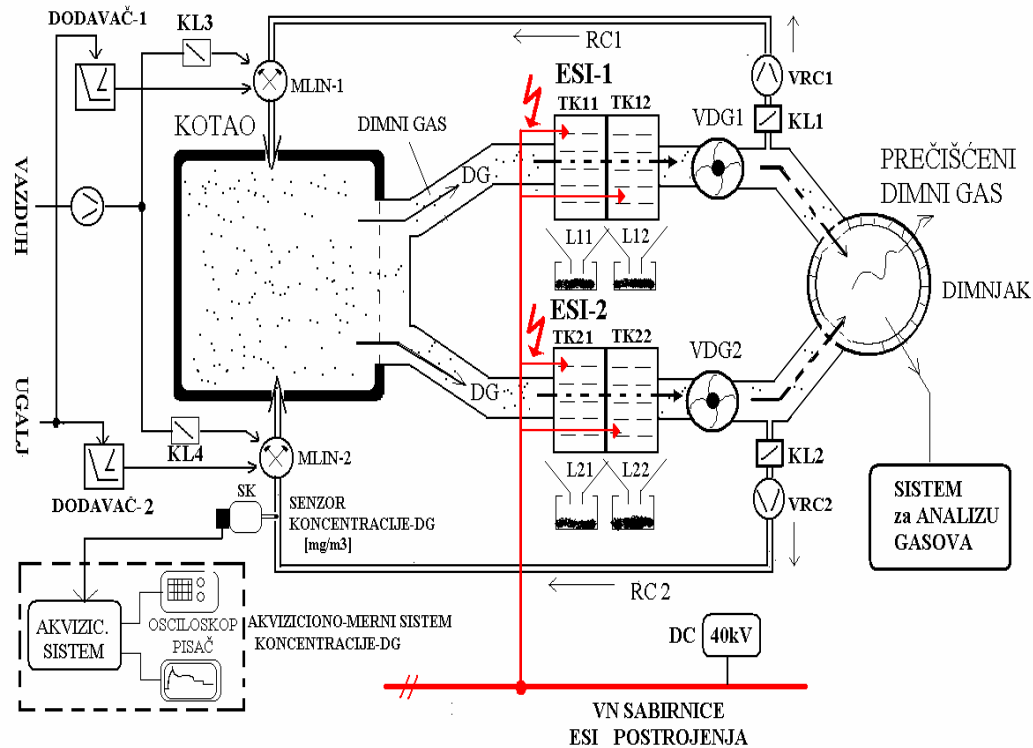 DODAVAČ-1
KL3
MLIN-1
RC1
VRC1
KL1
ESI-1
TK11 TK12
VDG1
KOTAO
DIMNI GAS
DG
PREČIŠĆENI
DIMNI GAS
VAZDUH
L11 L12
DIMNJAK
ESI-2
TK21 TK22
VDG2
DG
UGALJ
KL4
MLIN-2
DODAVAČ-2
L21 L22
KL2
VRC2
SK
SENZOR
KONCENTRACIJE-DG
[mg/m3]
SISTEM
za ANALIZU
GASOVA
RC 2
AKVIZIC.
SISTEM
OSCILOSKOP
PISAČ
AKVIZICIONO-MERNI SISTEM
KONCENTRACIJE-DG
DC 40kV
VN SABIRNICE
ESI POSTROJENJA